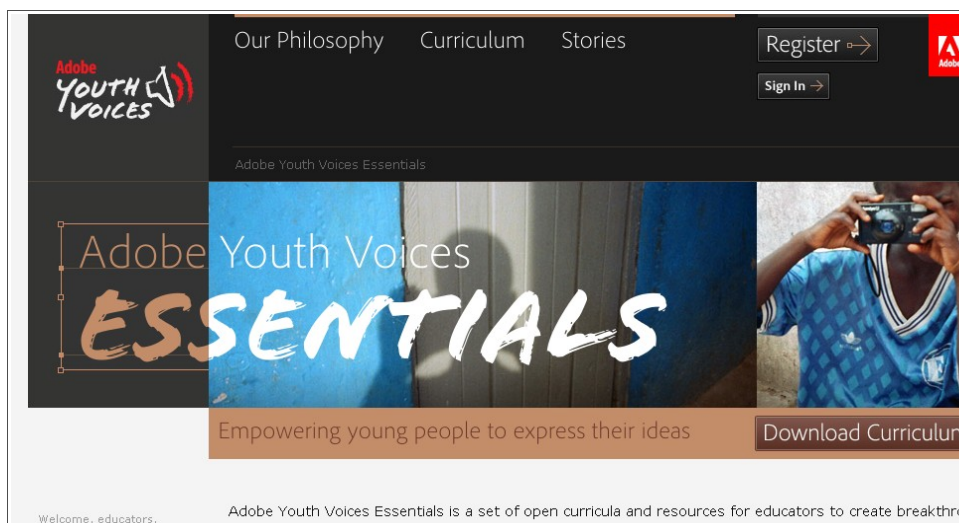 Our Philosophy Curriculum Stories
Register
Adobe
Adobe
YOUTH
VOICES
Sign In
Adobe Youth Voices Essentials
Adobe Youth Voices
ESSENTIALS
Empowering young people to express their ideas
Download Curriculum
Welcome, educators.
Adobe Youth Voices Essentials is a set of open curricula and resources for educators to create